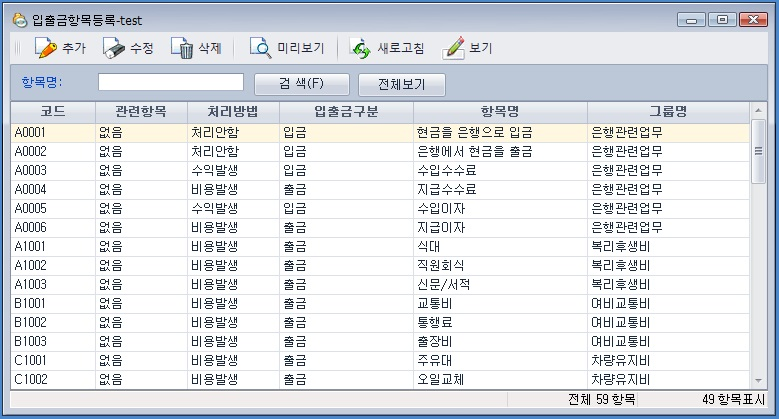 입출금항목등록-test
추가 수정 삭제 미리보기 새로고침 보기
항목명: 검 색(F) 전체보기
코드 관련항목 처리방법 입출금구분 항목명 그룹명
A0001 없음 처리안함 입금 현금을 은행으로 입금 은행관련업무
A0002 없음 처리안함 입금 은행에서 현금을 출금 은행관련업무
A0003 없음 수익발생 입금 수입수수료 은행관련업무
A0004 없음 비용발생 출금 지급수수료 은행관련업무
A0005 없음 수익발생 입금 수입이자 은행관련업무
A0006 없음 비용발생 출금 지급이자 은행관련업무
A1001 없음 비용발생 출금 식대 복리후생비
A1002 없음 비용발생 출금 직원회식 복리후생비
A1003 없음 비용발생 출금 신문/서적 복리후생비
B1001 없음 비용발생 출금 교통비 여비교통비
B1002 없음 비용발생 출금 통행료 여비교통비
B1003 없음 비용발생 출금 출장비 여비교통비
C1001 없음 비용발생 출금 주유대 차량유지비
C1002 없음 비용발생 출금 오일교체 차량유지비
전체 59 항목 49 항목표시